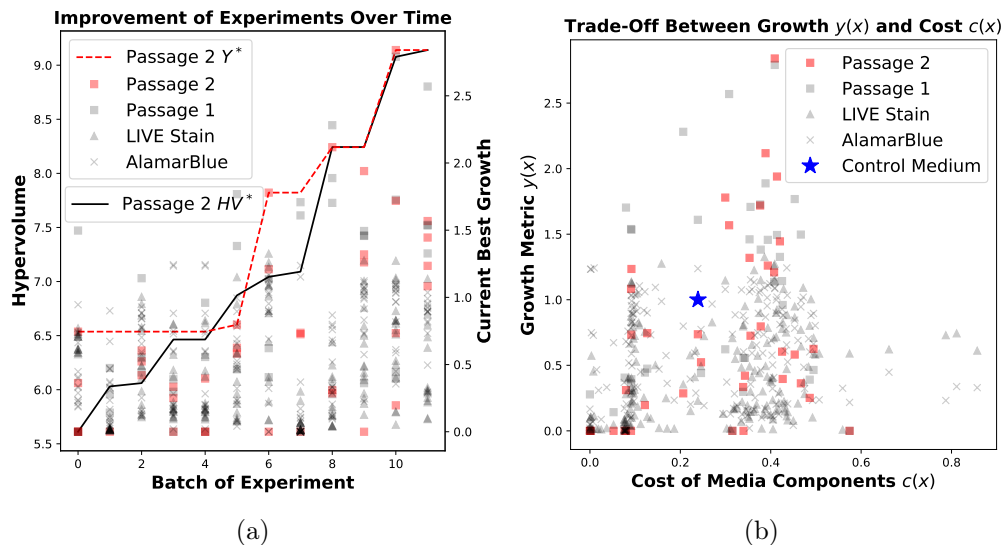 Improvement of Experiments Over Time
Hypervolume
9.0
8.5
8.0
7.5
7.0
6.5
6.0
5.5
Passage 2 Y*
Passage 2
Passage 1
LIVE Stain
AlamarBlue
Passage 2 HV*
2.5
2.0
1.5
1.0
0.5
0.0
Current Best Growth
0 2 4 6 8 10
Batch of Experiment
(a)
Trade-Off Between Growth y(x) and Cost c(x)
Growth Metric y(x)
2.5
2.0
1.5
1.0
0.5
0.0
Passage 2
Passage 1
LIVE Stain
AlamarBlue
Control Medium
0.0 0.2 0.4 0.6 0.8
Cost of Media Components c(x)
(b)